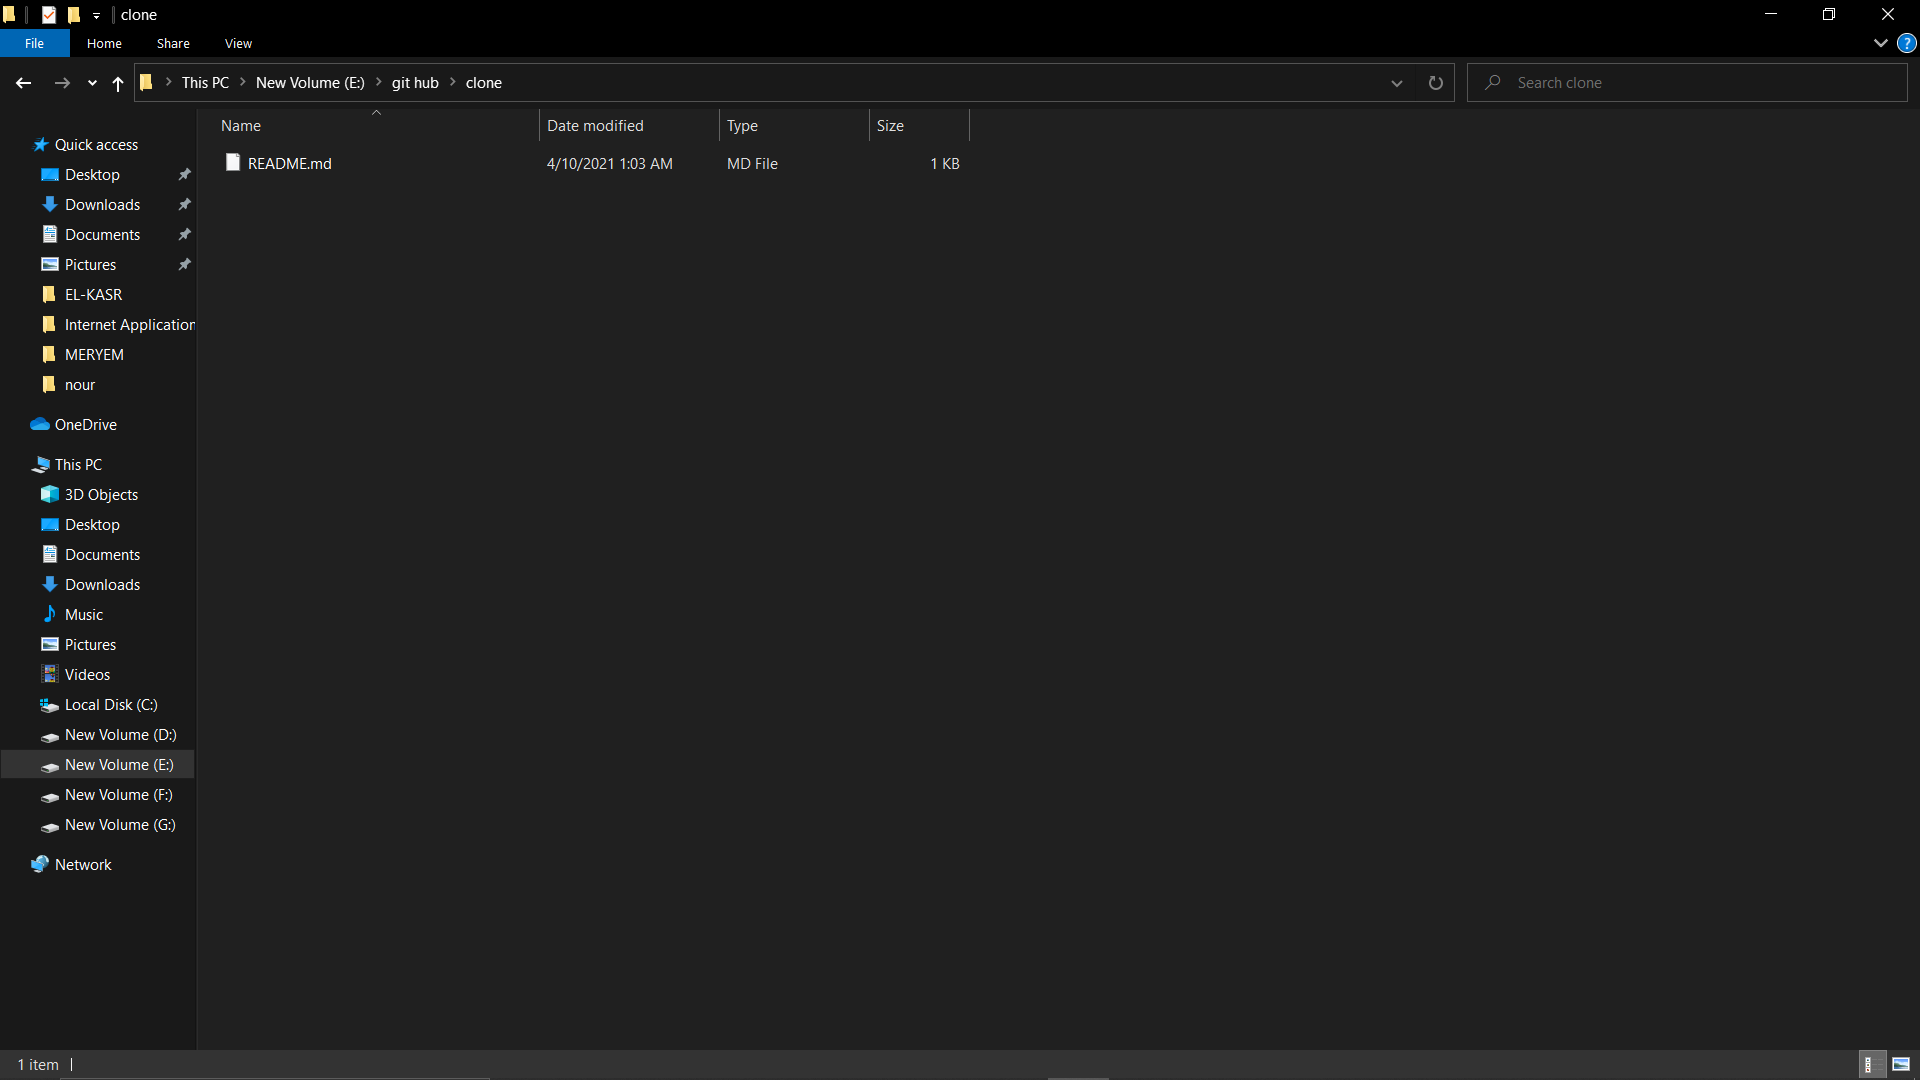 clone
File Home Share View
This PC New Volume (E:) git hub clone
Search clone
Name Date modified Type Size
README.md 4/10/2021 1:03 AM MD File 1 KB
Quick access
Desktop
Downloads
Documents
Pictures
EL-KASR
Internet Application
MERYEM
nour
OneDrive
This PC
3D Objects
Desktop
Documents
Downloads
Music
Pictures
Videos
Local Disk (C:)
New Volume (D:)
New Volume (E:)
New Volume (F:)
New Volume (G:)
Network
1 item